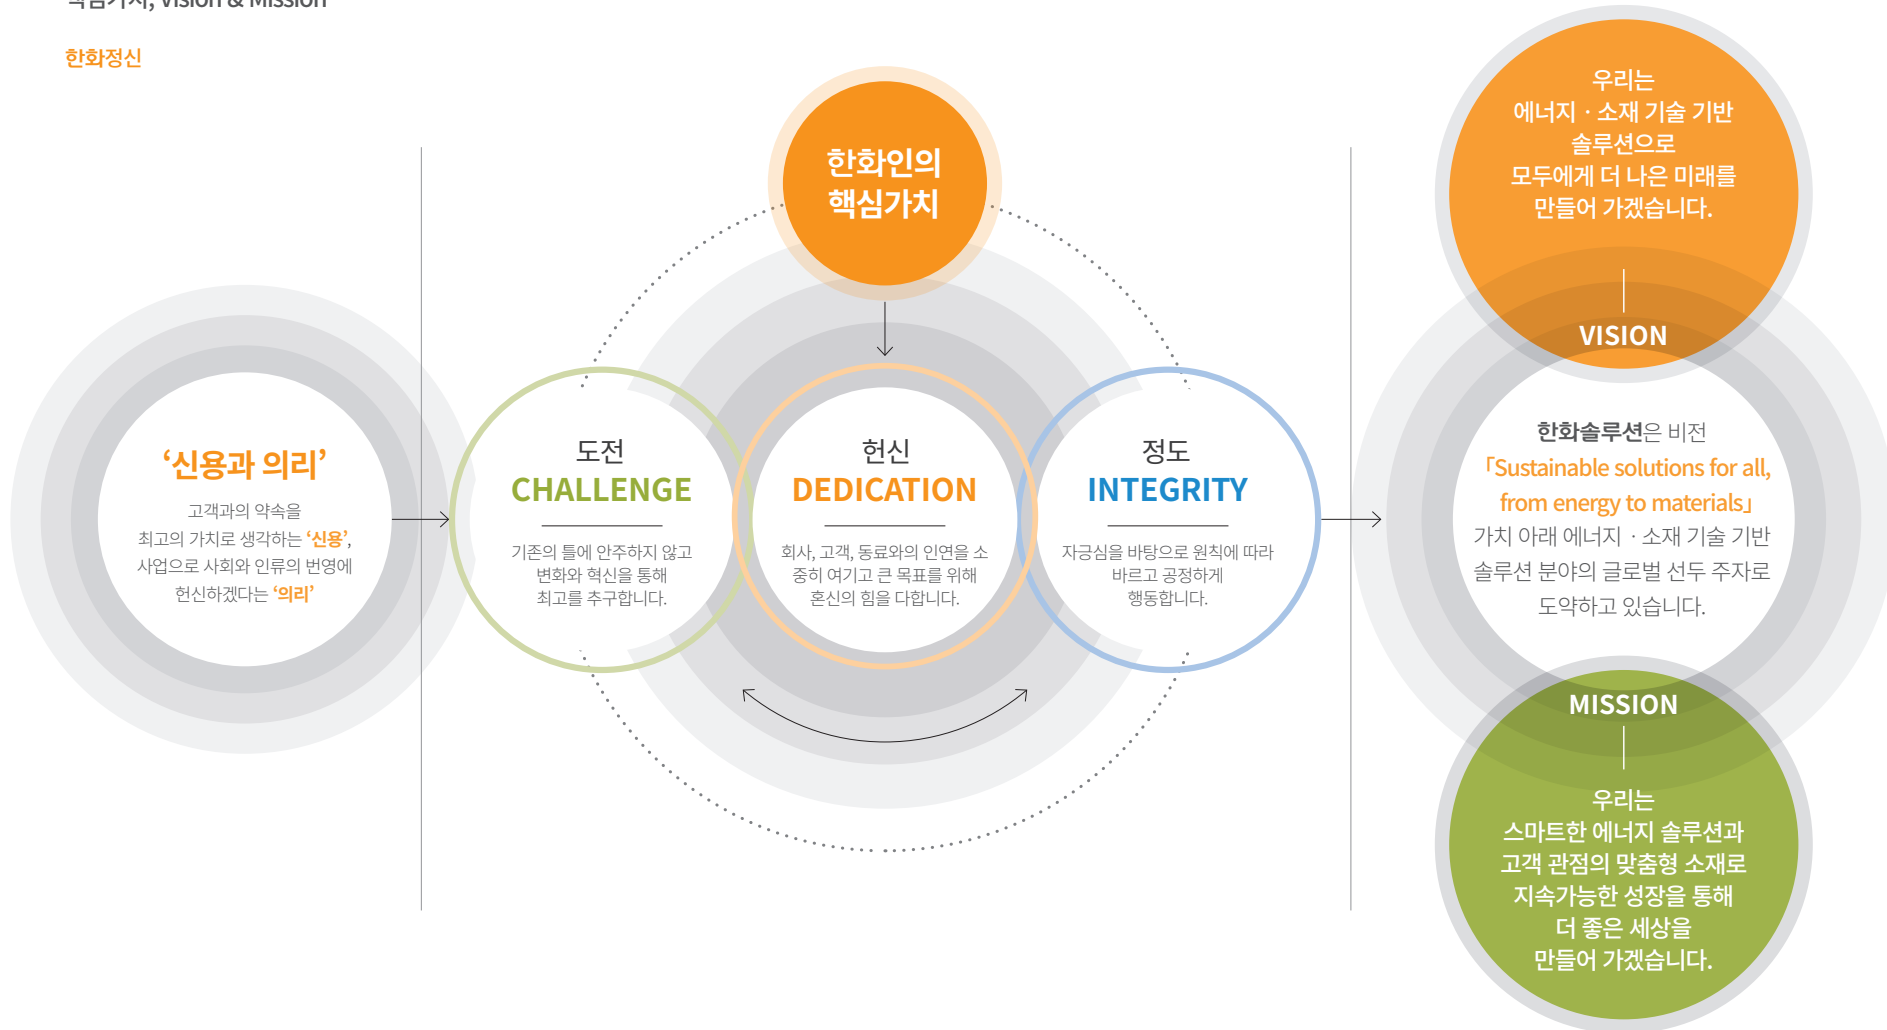 핵심가치, Vision & Mission
한화정신
‘신용과 의리’
고객과의 약속을
최고의 가치로 생각하는 ‘신용’,
사업으로 사회와 인류의 번영에
헌신하겠다는 ‘의리’
한화인의
핵심가치
도전
CHALLENGE
기존의 틀에 안주하지 않고
변화와 혁신을 통해
최고를 추구합니다.
헌신
DEDICATION
회사, 고객, 동료와의 인연을 소
중히 여기고 큰 목표를 위해
혼신의 힘을 다합니다.
정도
INTEGRITY
자긍심을 바탕으로 원칙에 따라
바르고 공정하게
행동합니다.
우리는
에너지 · 소재 기술 기반
솔루션으로
모두에게 더 나은 미래를
만들어 가겠습니다.
VISION
한화솔루션은 비전
「Sustainable solutions for all,
from energy to materials」
가치 아래 에너지 · 소재 기술 기반
솔루션 분야의 글로벌 선두 주자로
도약하고 있습니다.
MISSION
우리는
스마트한 에너지 솔루션과
고객 관점의 맞춤형 소재로
지속가능한 성장을 통해
더 좋은 세상을
만들어 가겠습니다.